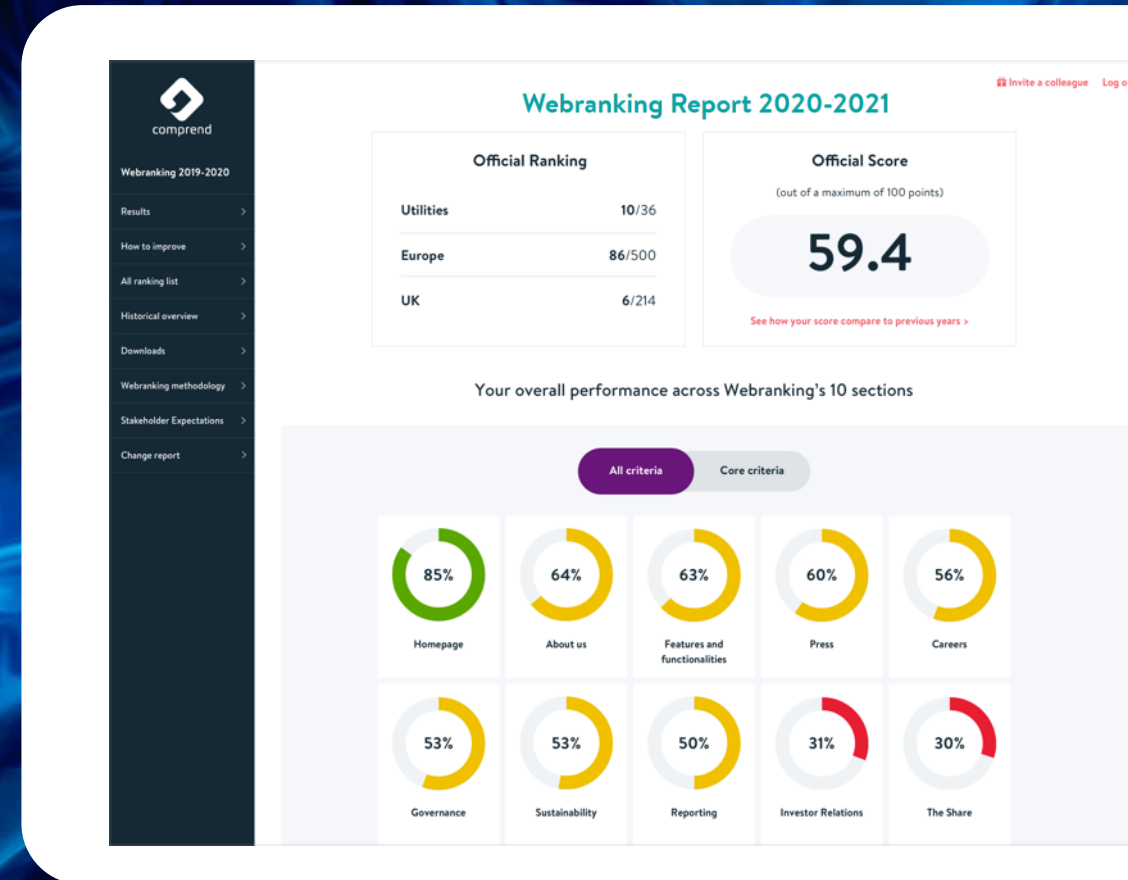 comprend
Webranking 2019-2020
Results
How to improve
All ranking list
Historical overview
Downloads
Webranking methodology
Stakeholder Expectations
Change report
Invite a colleague Log o
Webranking Report 2020-2021
Official Ranking
Utilities 10/36
Europe 86/500
UK 6/214
Official Score
(out of a maximum of 100 points)
59.4
See how your score compare to previous years >
Your overall performance across Webranking's 10 sections
All criteria Core criteria
85% 64% 63% 60% 56%
Homepage About us Features and Press Careers
functionalities
53% 53% 50% 31% 30%
Governance Sustainability Reporting Investor Relations The Share